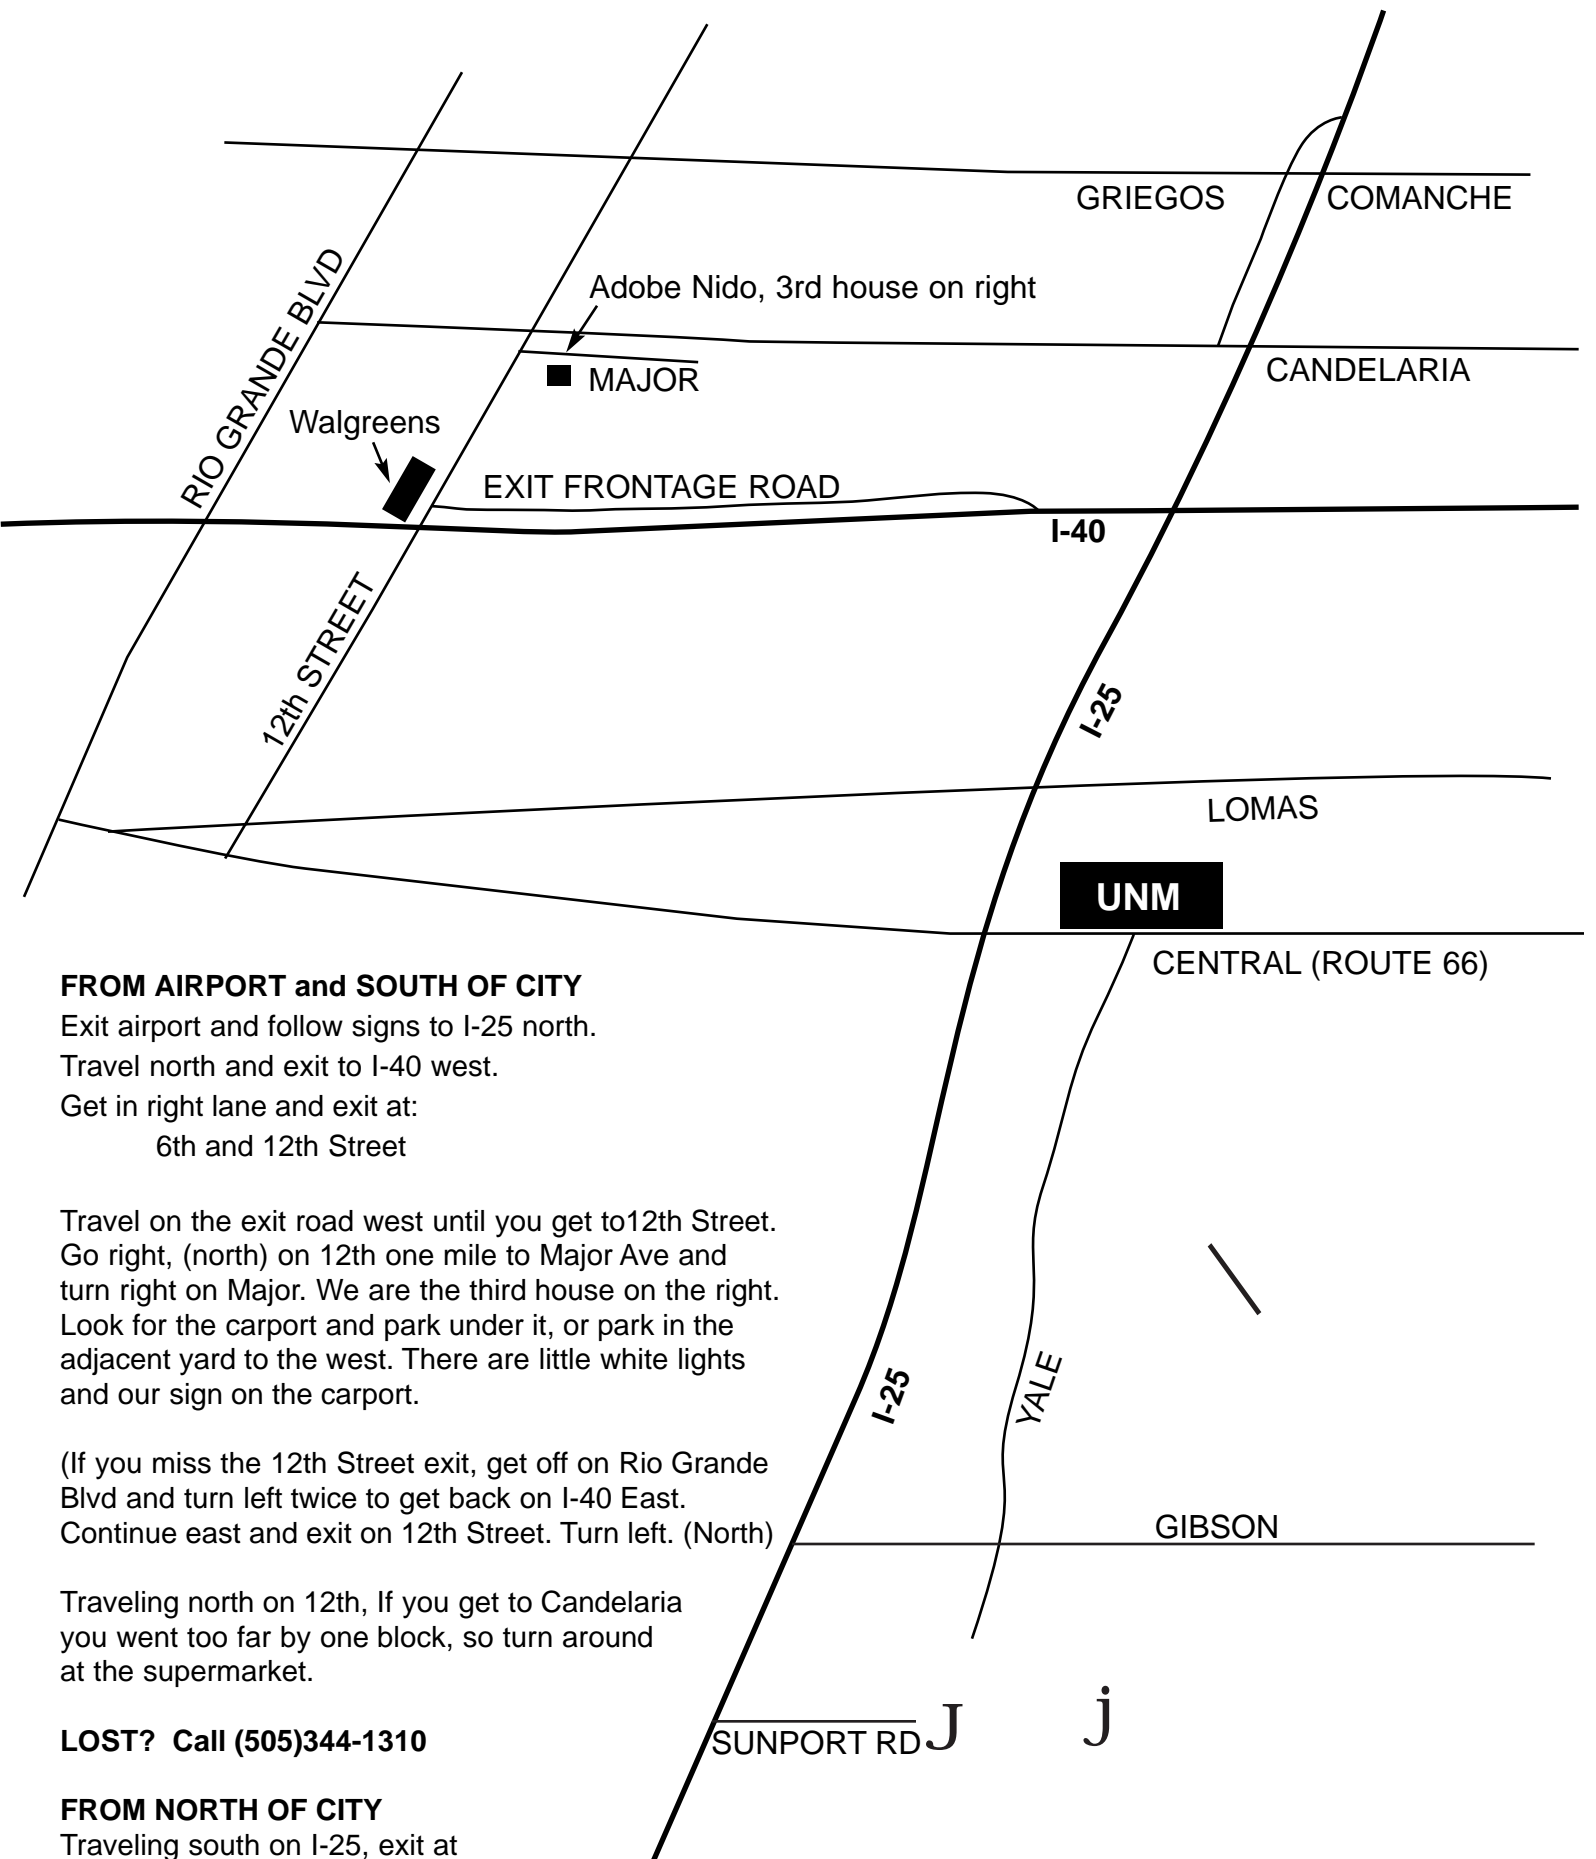 GRIEGOS COMANCHE
RIO GRANDE BLVD
Adobe Nido, 3rd house on right
MAJOR
CANDELARIA
Walgreens
EXIT FRONTAGE ROAD
I-40
12th STREET
I-25
LOMAS
UNM
CENTRAL (ROUTE 66)
FROM AIRPORT and SOUTH OF CITY
Exit airport and follow signs to I-25 north.
Travel north and exit to I-40 west.
Get in right lane and exit at:
6th and 12th Street
Travel on the exit road west until you get to12th Street.
Go right, (north) on 12th one mile to Major Ave and
turn right on Major. We are the third house on the right.
Look for the carport and park under it, or park in the
adjacent yard to the west. There are little white lights
and our sign on the carport.
I-25
YALE
(If you miss the 12th Street exit, get off on Rio Grande
Blvd and turn left twice to get back on I-40 East.
Continue east and exit on 12th Street. Turn left. (North)
GIBSON
Traveling north on 12th, If you get to Candelaria
you went too far by one block, so turn around
at the supermarket.
LOST? Call (505)344-1310
SUNPORT RD J j
FROM NORTH OF CITY
Traveling south on I-25, exit at